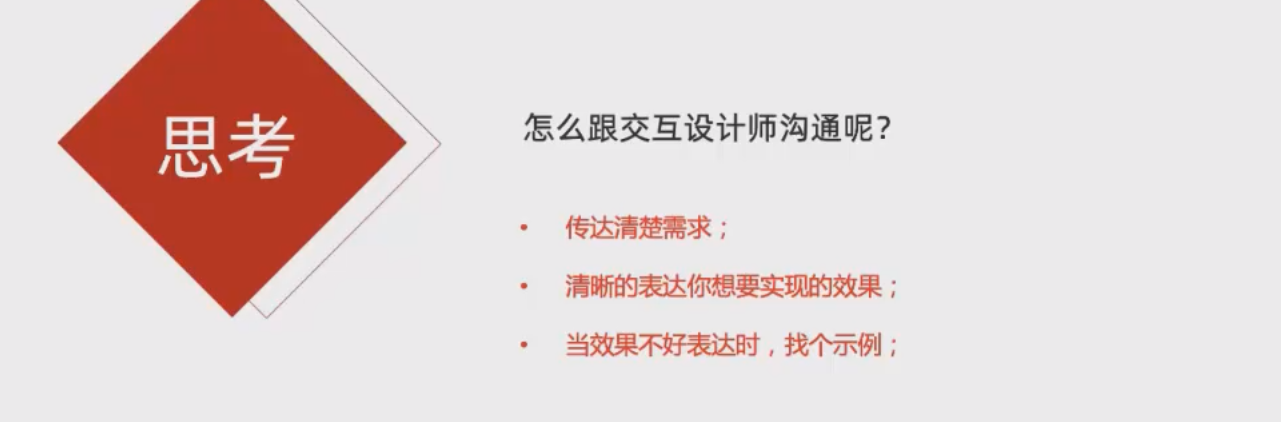 思考
怎么跟交互设计师沟通呢？
• 传达清楚需求；
• 清晰的表达你想要实现的效果；
• 当效果不好表达时，找个示例；